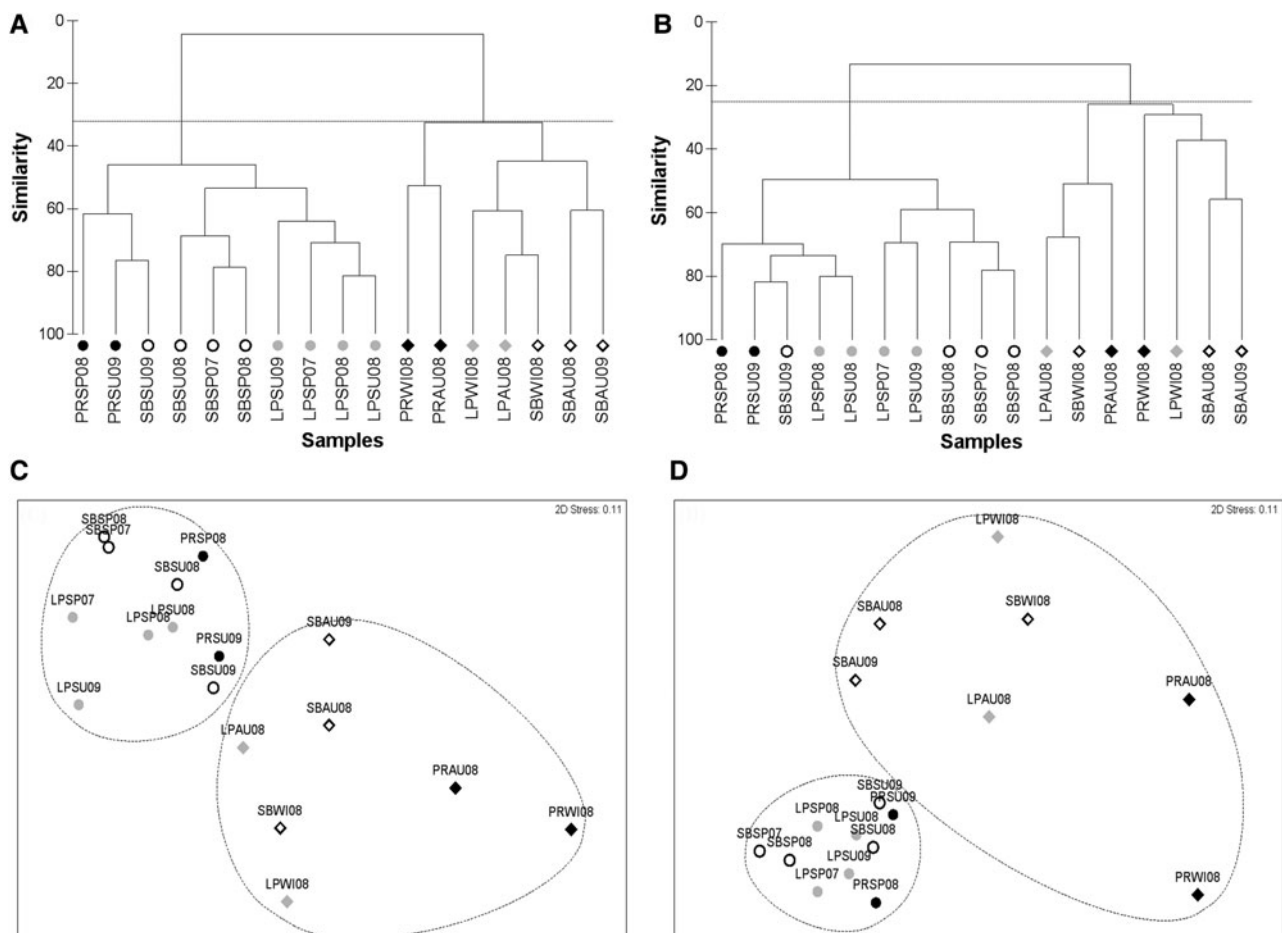 A
0
20
40
60
80
100
Similarity
PRSP08
PRSU09
SBSU09
SBSU08
SBSP07
SBSP08
LPSU09
LPSP07
LPSP08
LPSU08
PRWI08
PRAU08
LPWI08
LPAU08
SBWI08
SBAU08
SBAU09
Samples
B
0
20
40
60
80
100
Similarity
PRSP08
PRSU09
SBSU09
LPSP08
LPSU08
LPSP07
LPSU09
SBSU08
SBSP07
SBSP08
LPAU08
SBWI08
PRAU08
PRWI08
LPWI08
SBAU08
SBAU09
Samples
C
2D Stress: 0.11
SBSP08
SBSP07
PRSP08
SBSU08
LPSP07
LPSU08
LPSP08
SBAU09
PRSU09
SBSU09
LPSU09
SBAU08
LPAU08
PRAU08
SBWI08
PRWI08
LPWI08
D
2D Stress: 0.11
LPWI08
SBAU08
SBWI08
SBAU09
PRAU08
LPAU08
SBSU09
PRSU09
LPSP08
LPSU08
SBSP07
SBSU08
SBSP08
LPSU09
LPSP07
PRSP08
PRWI08